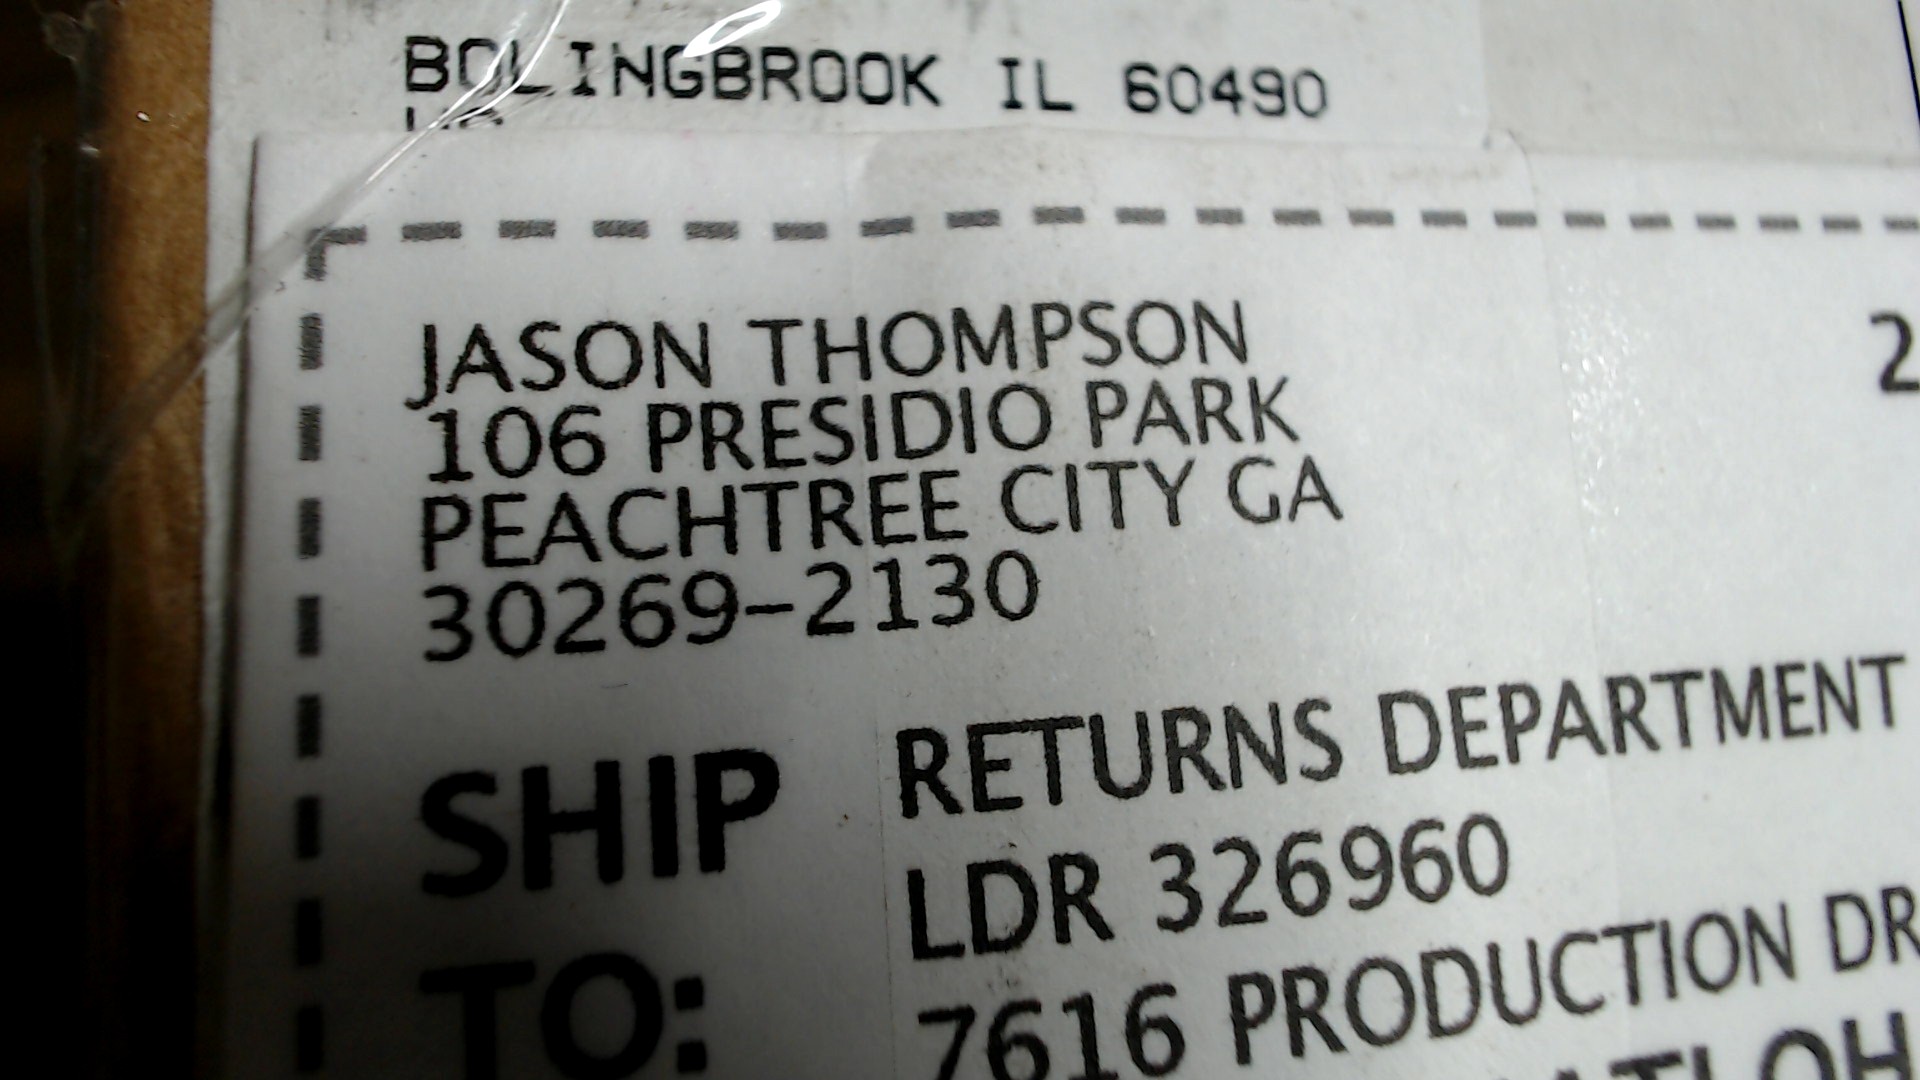 BOLINGBROOK IL 60490
JASON THOMPSON
2
106 PRESIDIO PARK
PEACHTREE CITY GA
30269-2130
SHIP
TO:
RETURNS DEPARTMENT
LDR 326960
7616 PRODUCTION DR